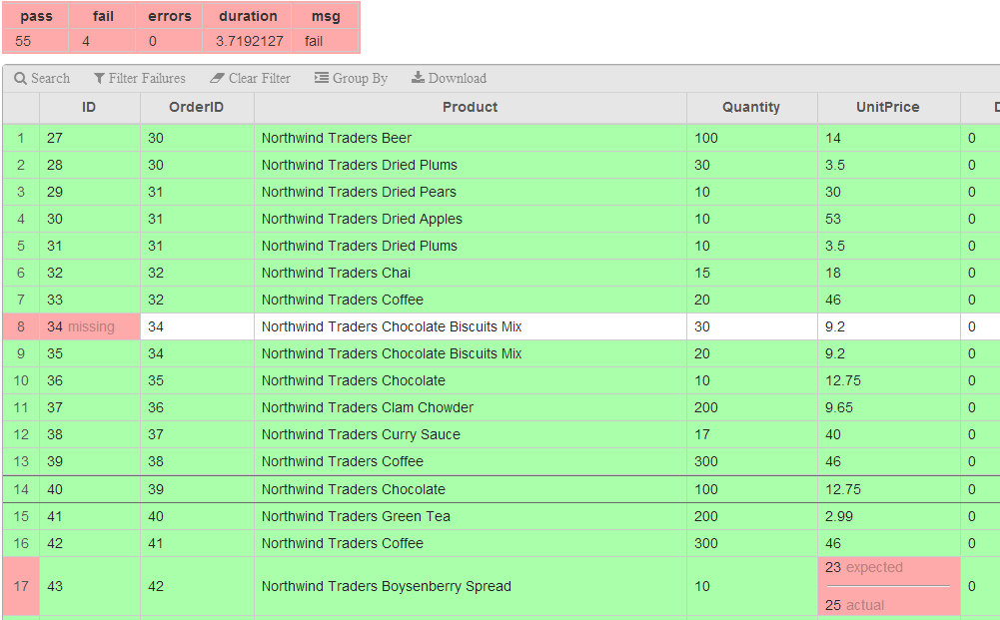 pass fail errors duration msg
55 4 0 3.7192127 fail
Search Filter Failures Clear Filter Group By Download
ID OrderID Product Quantity UnitPrice
1 27 30 Northwind Traders Beer 100 14 0
2 28 30 Northwind Traders Dried Plums 30 3.5 0
3 29 31 Northwind Traders Dried Pears 10 30 0
4 30 31 Northwind Traders Dried Apples 10 53 0
5 31 31 Northwind Traders Dried Plums 10 3.5 0
6 32 32 Northwind Traders Chai 15 18 0
7 33 32 Northwind Traders Coffee 20 46 0
8 34 missing 34 Northwind Traders Chocolate Biscuits Mix 30 9.2 0
9 35 34 Northwind Traders Chocolate Biscuits Mix 20 9.2 0
10 36 35 Northwind Traders Chocolate 10 12.75 0
11 37 36 Northwind Traders Clam Chowder 200 9.65 0
12 38 37 Northwind Traders Curry Sauce 17 40 0
13 39 38 Northwind Traders Coffee 300 46 0
14 40 39 Northwind Traders Chocolate 100 12.75 0
15 41 40 Northwind Traders Green Tea 200 2.99 0
16 42 41 Northwind Traders Coffee 300 46 0
23 expected
17 43 42 Northwind Traders Boysenberry Spread 10 0
25 actual